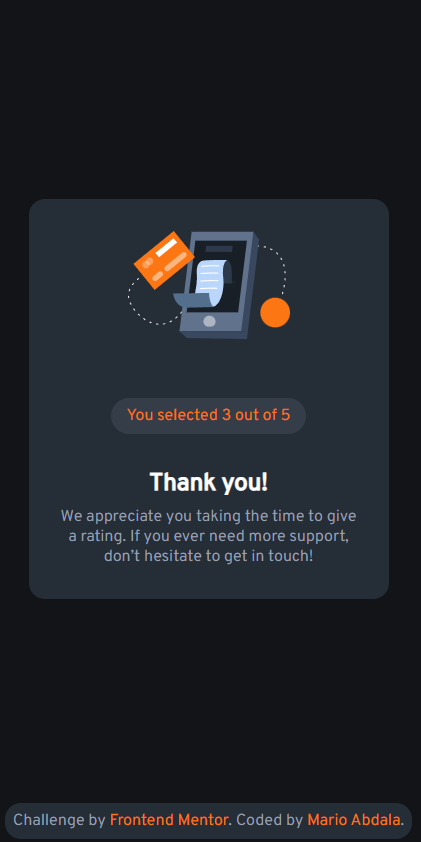 You selected 3 out of 5
Thank you!
We appreciate you taking the time to give
a rating. If you ever need more support,
don’t hesitate to get in touch!
Challenge by Frontend Mentor. Coded by Mario Abdala.